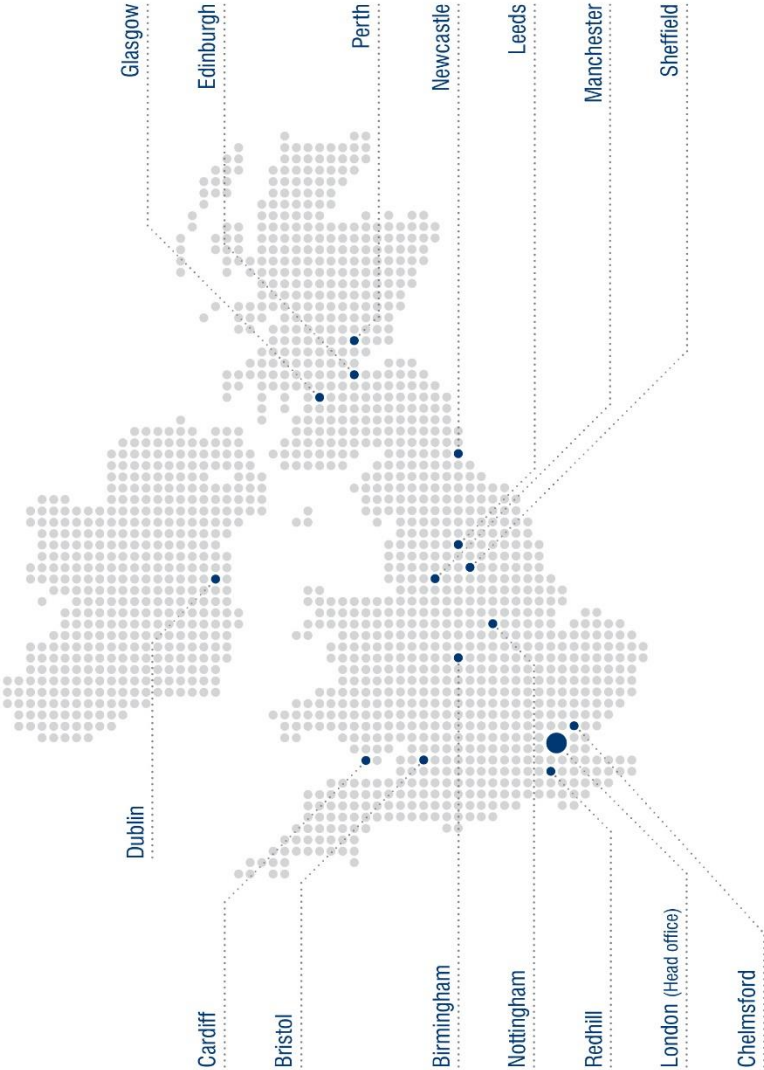 Glasgow
Edinburgh
Perth
Newcastle
Leeds
Manchester
Sheffield
Dublin
Cardiff
Bristol
Birmingham
Nottingham
Redhill
London (Head office)
Chelmsford